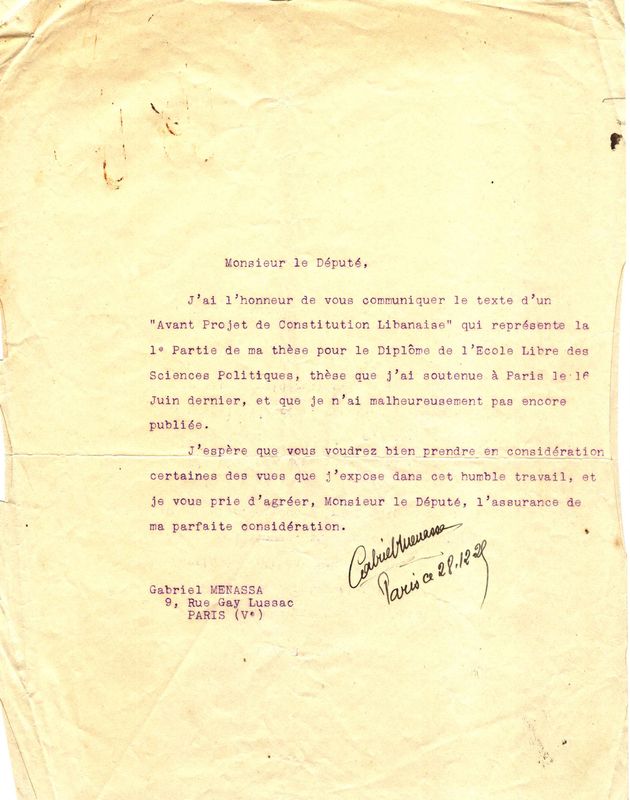 Monsieur le Député,
J'ai l'honneur de vous communiquer le texte d'un
"Avant Projet de Constitution Libanaise" qui représente la
1e Partie de ma thèse pour le Diplôme de l'Ecole Libre des
Sciences Politiques, thèse que j'ai soutenue à Paris le 16
Juin dernier, et que je n'ai malheureusement pas encore
publiée.
J'espère que vous voudrez bien prendre en considération
certaines des vues que j'expose dans cet humble travail, et
je vous prie d'agréer, Monsieur le Député, l'assurance de
ma parfaite considération.
Gabriel Menassa
Paris ce 28.12.25
Gabriel MENASSA
9, Rue Gay Lussac
PARIS (Ve)